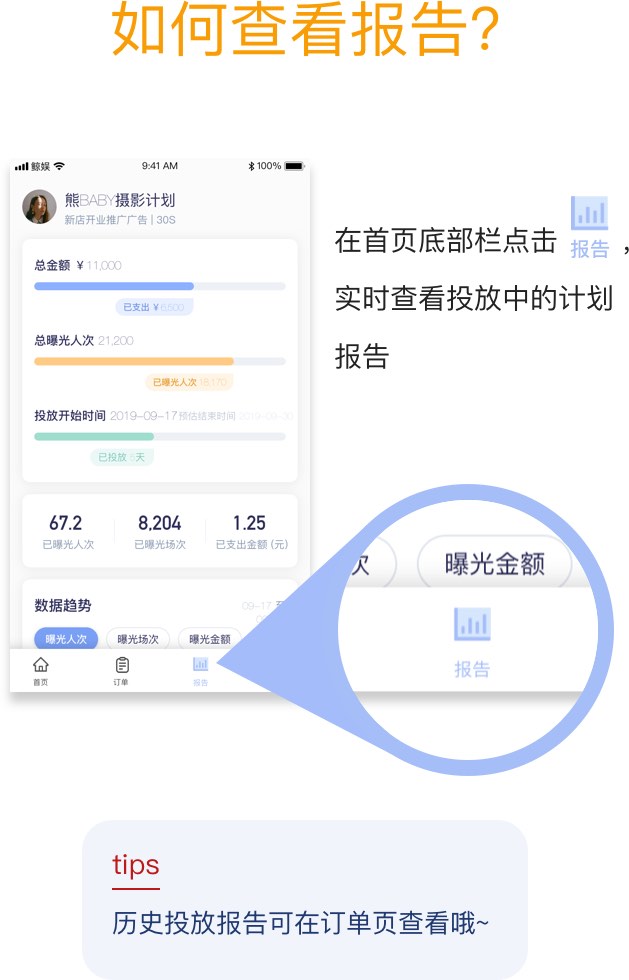 如何查看报告?
鲸娱
9:41 AM
100%
熊BABY摄影计划
新店开业推广广告 | 30S
总金额 ¥11,000
已支出 ¥6,500
总曝光人次 21,200
已曝光人次 18,170
投放开始时间 2019-09-17预估结束时间 2019-09-30
已投放 5天
67.2
8,204
1.25
已曝光人次
已曝光场次
已支出金额 (元)
数据趋势
09-17 至
曝光人次
曝光场次
曝光金额
首页
订单
报告
在首页底部栏点击 报告 ,
实时查看投放中的计划
报告
次
曝光金额
报告
tips
历史投放报告可在订单页查看哦~